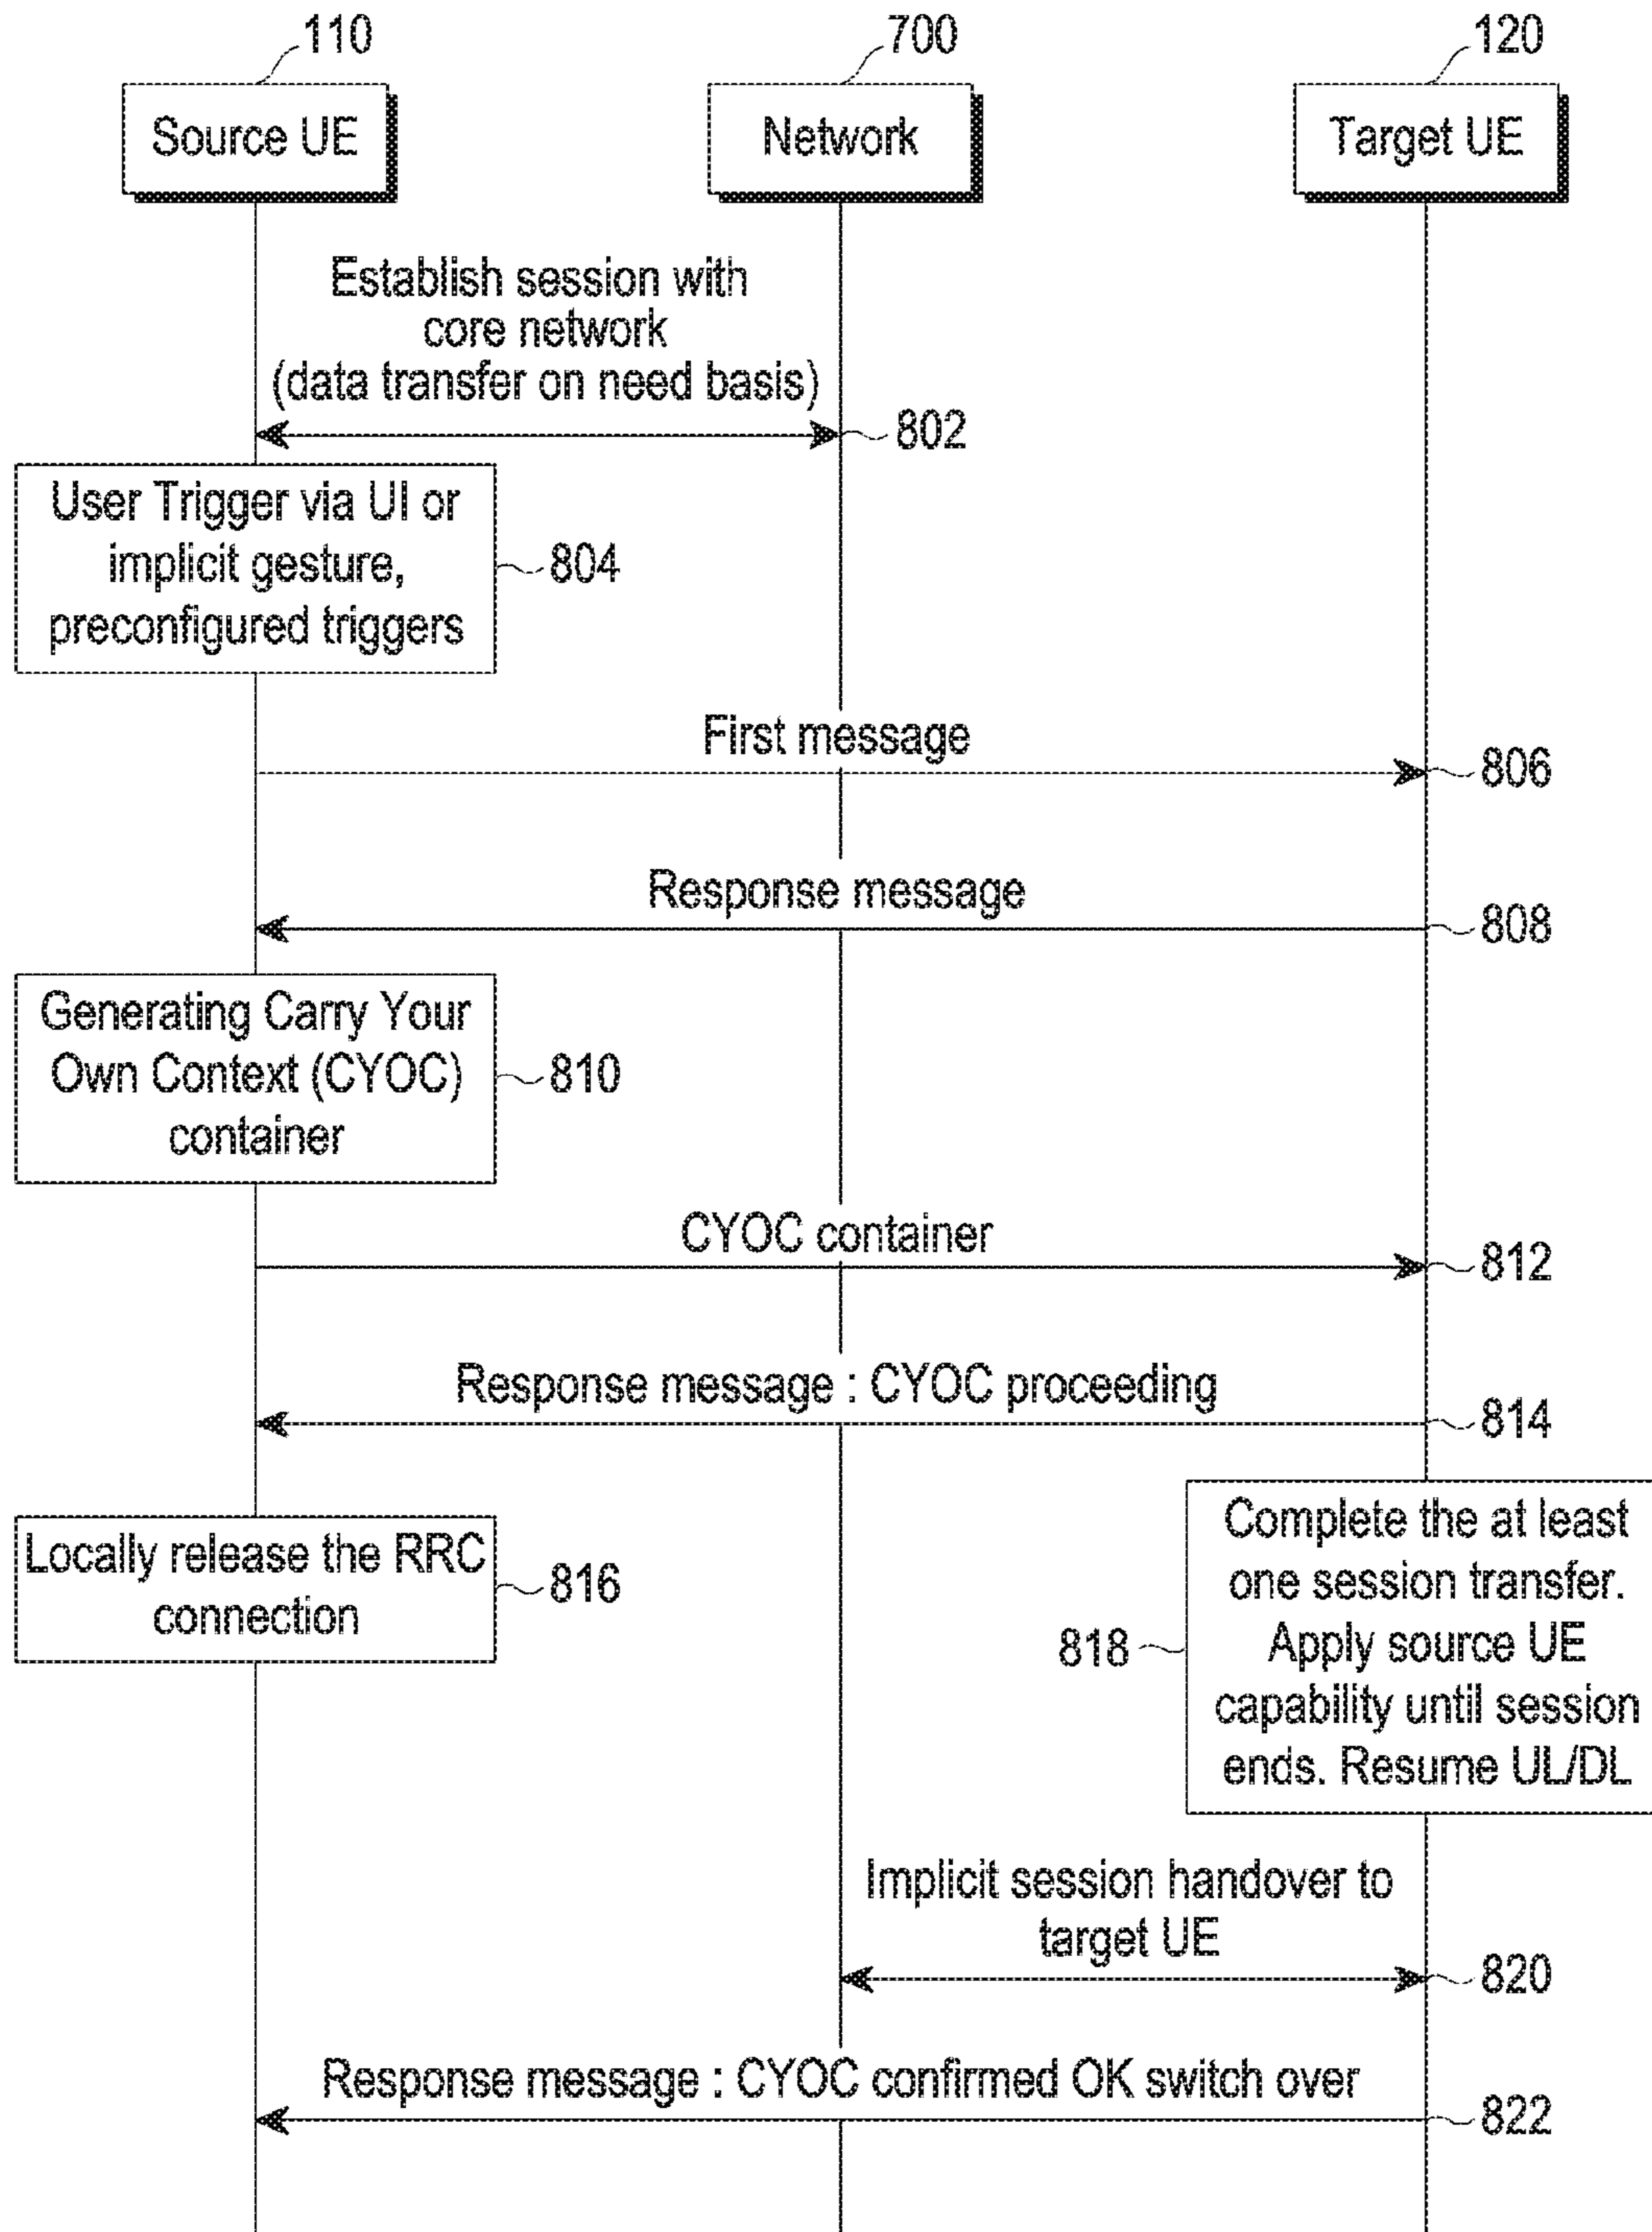 110
700
120
Source UE
Network
Target UE
Establish session with
core network
(data transfer on need basis)
802
User Trigger via UI or
implicit gesture,
preconfigured triggers
804
First message
806
Response message
808
Generating Carry Your
Own Context (CYOC)
container
810
CYOC container
812
Response message : CYOC proceeding
814
Locally release the RRC
connection
816
Complete the at least
one session transfer.
Apply source UE
capability until session
ends. Resume UL/DL
818
Implicit session handover to
target UE
820
Response message : CYOC confirmed OK switch over
822